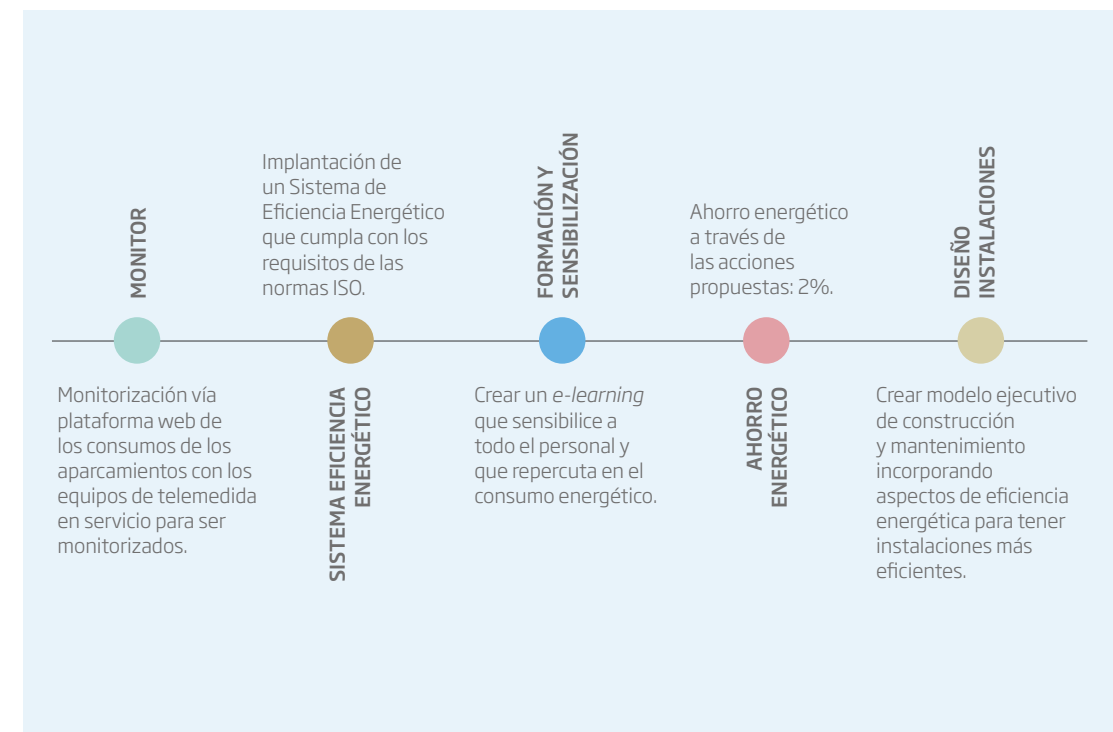 MONITOR
Monitorización vía
plataforma web de
los consumos de los
aparcamientos con los
equipos de telemedida
en servicio para ser
monitorizados.
Implantación de
un Sistema de
Eficiencia Energético
que cumpla con los
requisitos de las
normas ISO.
SISTEMA EFICIENCIA
ENERGÉTICO
FORMACIÓN Y
SENSIBILIZACIÓN
Crear un e-learning
que sensibilice a
todo el personal y
que repercuta en el
consumo energético.
Ahorro energético
a través de
las acciones
propuestas: 2%.
AHORRO
ENERGÉTICO
DISEÑO
INSTALACIONES
Crear modelo ejecutivo
de construcción
y mantenimiento
incorporando
aspectos de eficiencia
energética para tener
instalaciones más
eficientes.